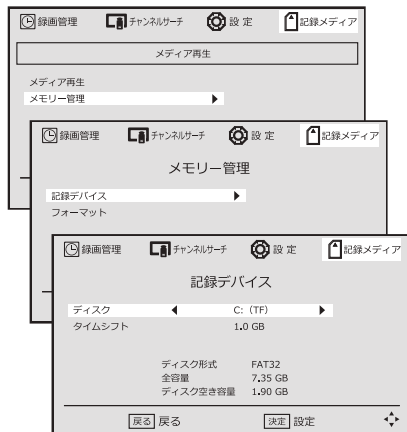 録画管理 チャンネルサーチ 設 定 記録メディア
メディア再生
メディア再生
メモリー管理
録画管理 チャンネルサーチ 設 定 記録メディア
メモリー管理
記録デバイス
フォーマット
録画管理 チャンネルサーチ 設 定 記録メディア
記録デバイス
ディスク C: (TF)
タイムシフト 1.0 GB
ディスク形式 FAT32
全容量 7.35 GB
ディスク空き容量 1.90 GB
戻る 戻る 決定 設定